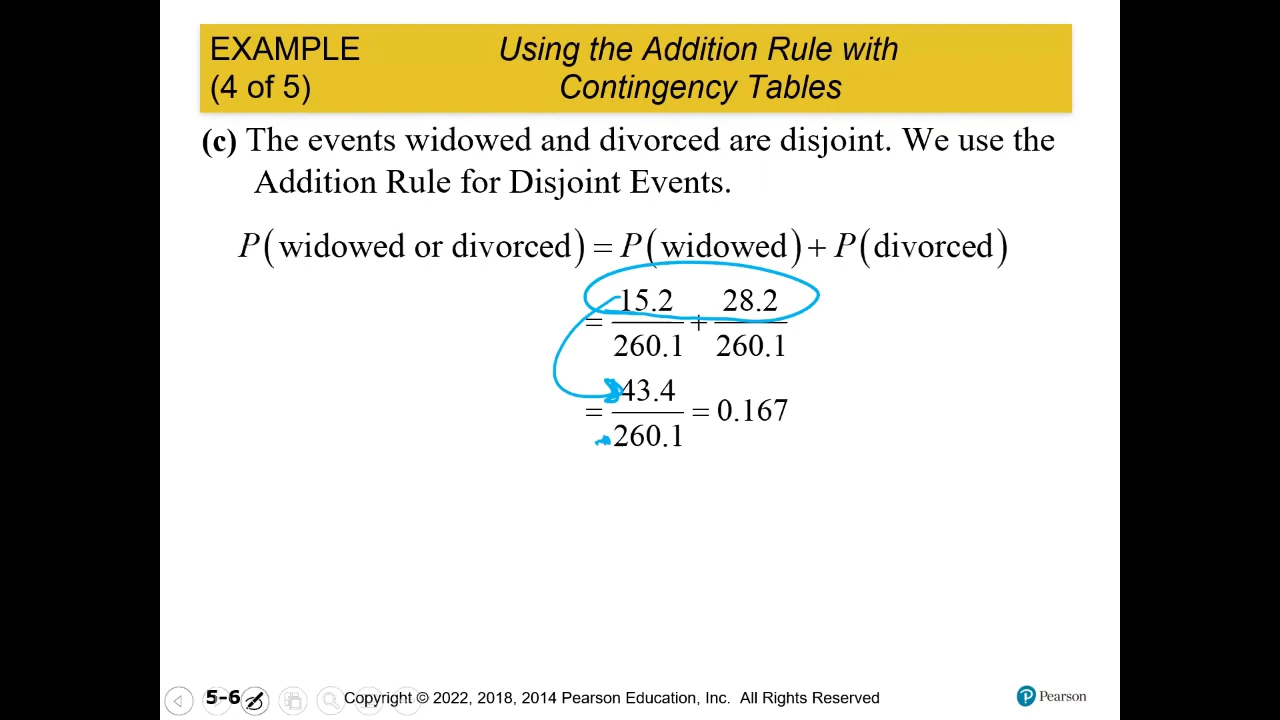 EXAMPLE Using the Addition Rule with
(4 of 5) Contingency Tables
(c) The events widowed and divorced are disjoint. We use the
Addition Rule for Disjoint Events.
P(widowed or divorced) = P(widowed) + P(divorced)
= 15.2/260.1 + 28.2/260.1
= 43.4/260.1 = 0.167
5-6 Copyright © 2022, 2018, 2014 Pearson Education, Inc. All Rights Reserved P Pearson